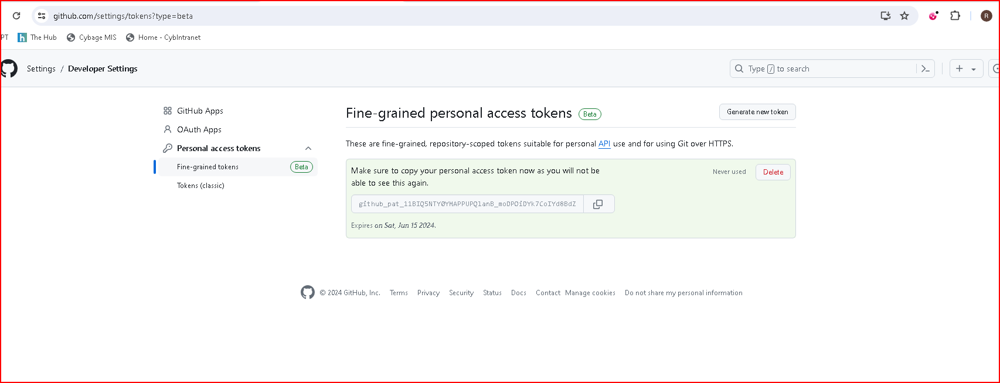 github.com/settings/tokens?type=beta
PT The Hub Cybage MIS Home - CybIntranet
Settings / Developer Settings
Type / to search
GitHub Apps
OAuth Apps
Personal access tokens
Fine-grained tokens Beta
Tokens (classic)
Fine-grained personal access tokens Beta
Generate new token
These are fine-grained, repository-scoped tokens suitable for personal API use and for using Git over HTTPS.
Make sure to copy your personal access token now as you will not be
able to see this again.
Never used
Delete
github_pat_11BIQ5NTY0YMAPPUPQlanB_moDPOiDYk7CoIYd8BdZ
Expires on Sat, Jun 15 2024.
© 2024 GitHub, Inc. Terms Privacy Security Status Docs Contact Manage cookies Do not share my personal information
R